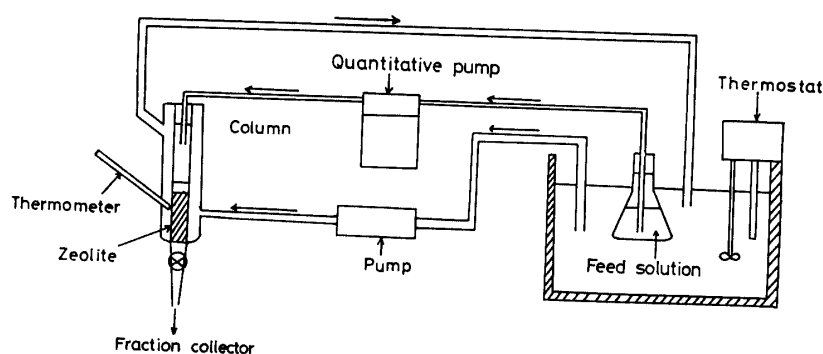 Quantitative pump
Thermostat
Column
Thermometer
Zeolite
Pump
Feed solution
Fraction collector